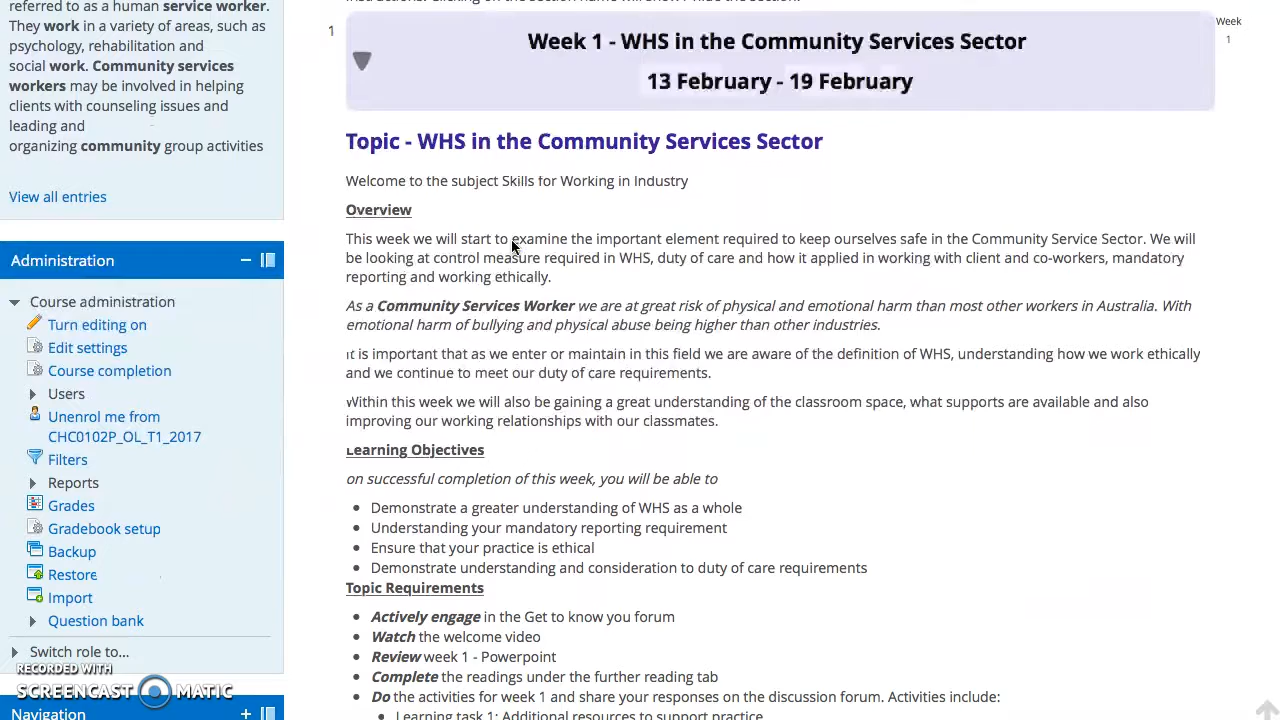 referred to as a human service worker.
They work in a variety of areas, such as
psychology, rehabilitation and
social work. Community services
workers may be involved in helping
clients with counseling issues and
leading and
organizing community group activities
View all entries
Administration
Course administration
Turn editing on
Edit settings
Course completion
Users
Unenrol me from
CHC0102P_OL_T1_2017
Filters
Reports
Grades
Gradebook setup
Backup
Restore
Import
Question bank
Switch role to...
RECORDED WITH
SCREENCAST MATIC
Navigation
1
Week 1 - WHS in the Community Services Sector
13 February - 19 February
Week
1
Topic - WHS in the Community Services Sector
Welcome to the subject Skills for Working in Industry
Overview
This week we will start to examine the important element required to keep ourselves safe in the Community Service Sector. We will
be looking at control measure required in WHS, duty of care and how it applied in working with client and co-workers, mandatory
reporting and working ethically.
As a Community Services Worker we are at great risk of physical and emotional harm than most other workers in Australia. With
emotional harm of bullying and physical abuse being higher than other industries.
It is important that as we enter or maintain in this field we are aware of the definition of WHS, understanding how we work ethically
and we continue to meet our duty of care requirements.
Within this week we will also be gaining a great understanding of the classroom space, what supports are available and also
improving our working relationships with our classmates.
Learning Objectives
on successful completion of this week, you will be able to
Demonstrate a greater understanding of WHS as a whole
Understanding your mandatory reporting requirement
Ensure that your practice is ethical
Demonstrate understanding and consideration to duty of care requirements
Topic Requirements
Actively engage in the Get to know you forum
Watch the welcome video
Review week 1 - Powerpoint
Complete the readings under the further reading tab
Do the activities for week 1 and share your responses on the discussion forum. Activities include:
Learning task 1: Additional resources to support practice